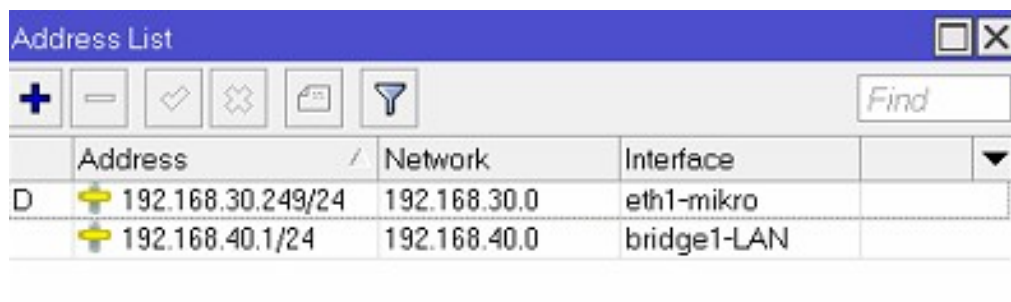 Address List
Find
Address Network Interface
D 192.168.30.249/24 192.168.30.0 eth1-mikro
192.168.40.1/24 192.168.40.0 bridge1-LAN